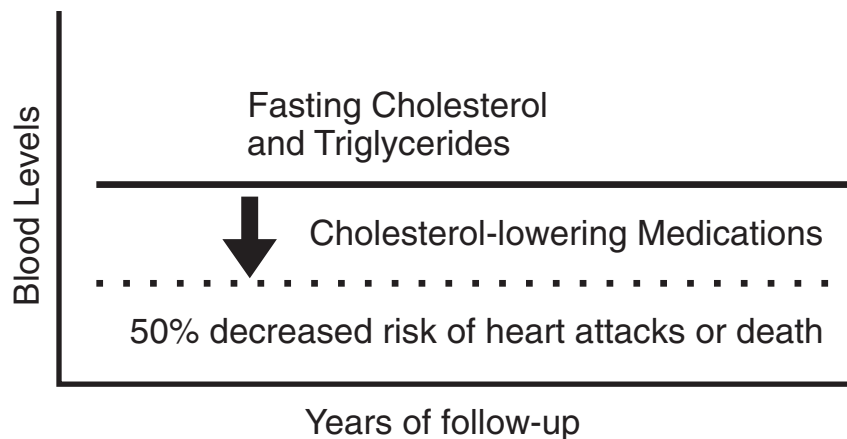 Blood Levels
Fasting Cholesterol
and Triglycerides
Cholesterol-lowering Medications
50% decreased risk of heart attacks or death
Years of follow-up